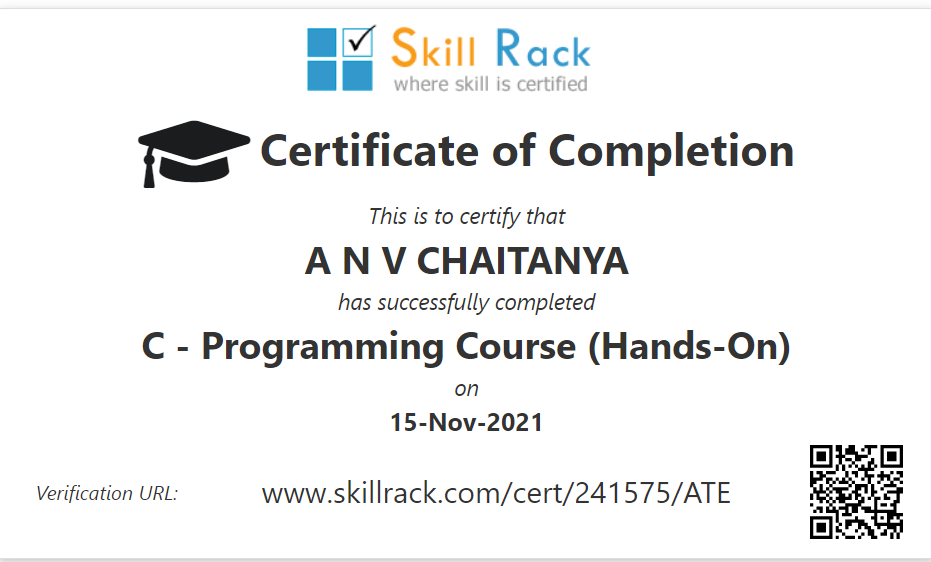 Skill Rack
where skill is certified
Certificate of Completion
This is to certify that
A N V CHAITANYA
has successfully completed
C - Programming Course (Hands-On)
on
15-Nov-2021
Verification URL: www.skillrack.com/cert/241575/ATE